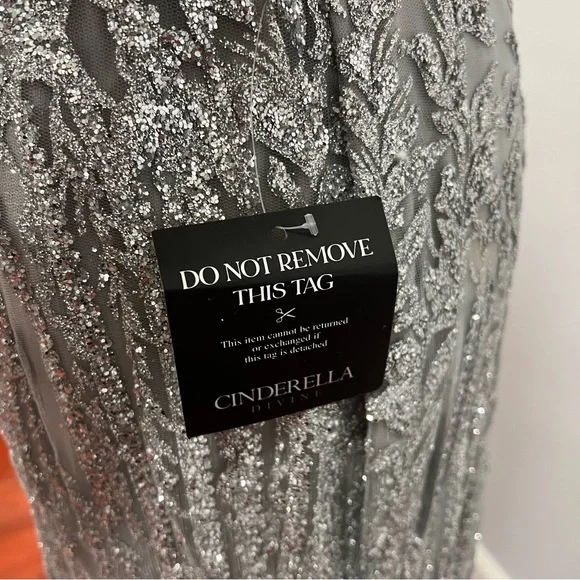 DO NOT REMOVE
THIS TAG
This item cannot be returned
or exchanged if
this tag is detached
CINDERELLA
DIVINE